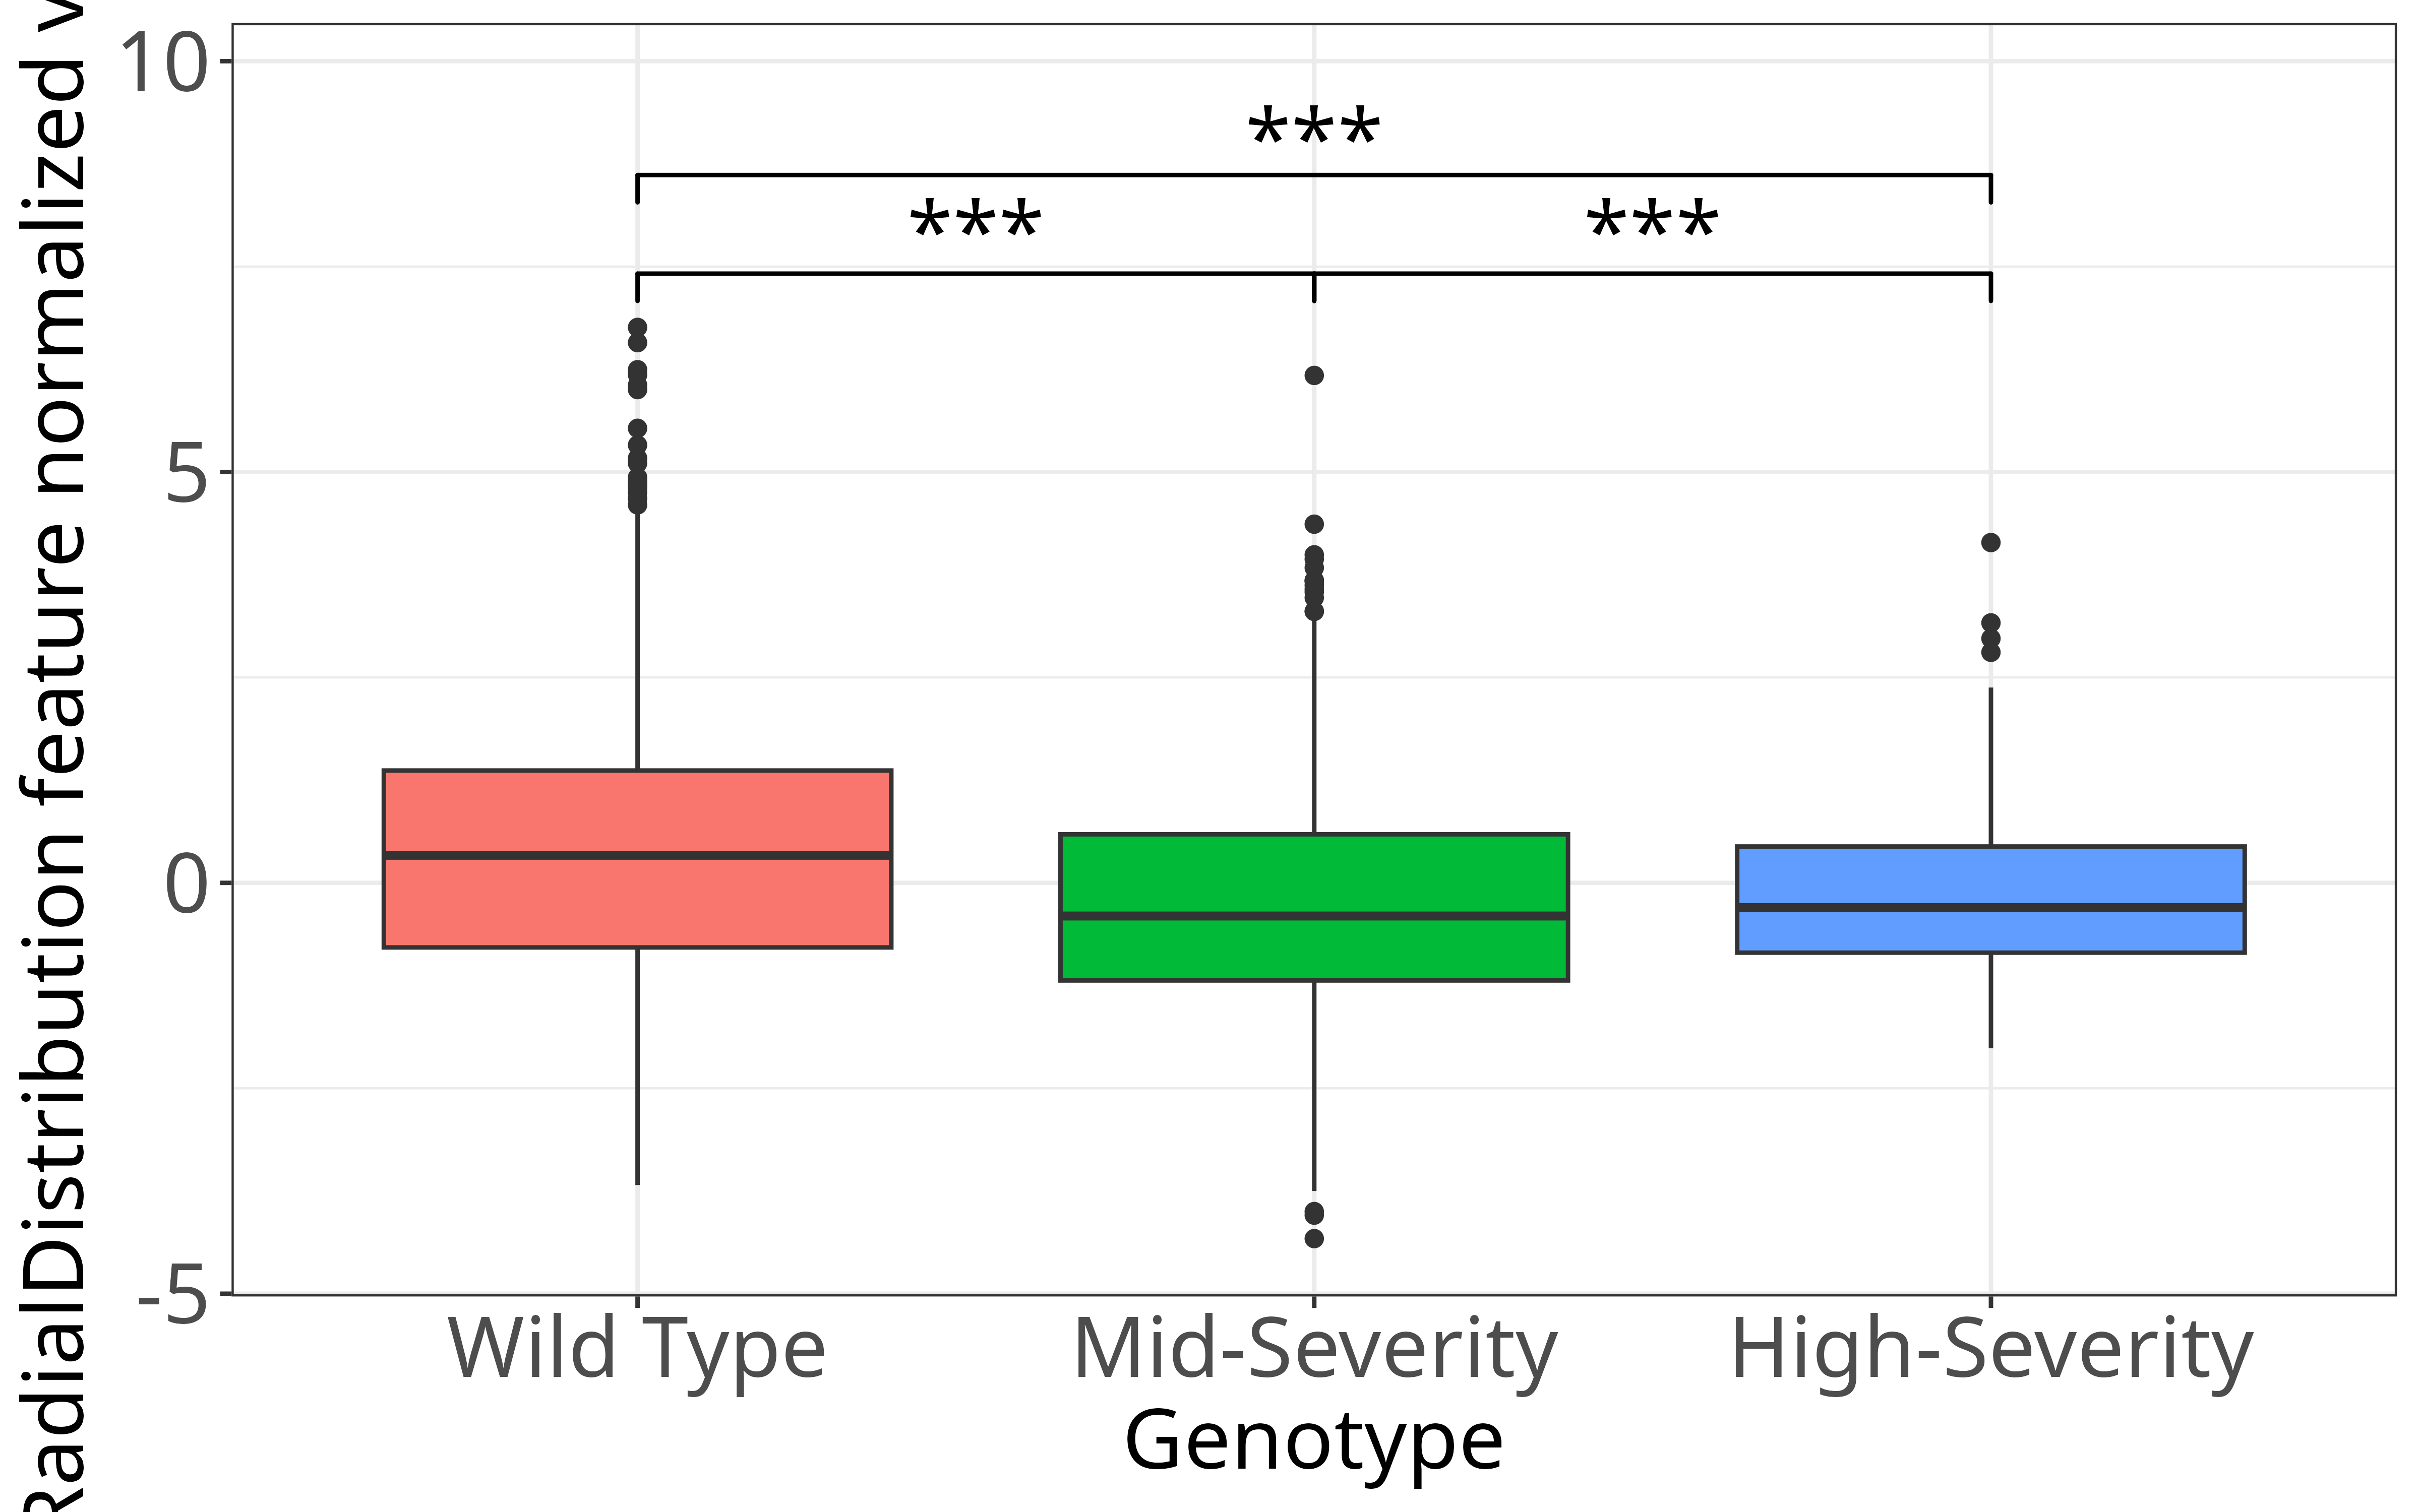 RadialDistribution feature normalized
10
5
0
-5
***
***
***
Wild Type
Mid-Severity
High-Severity
Genotype